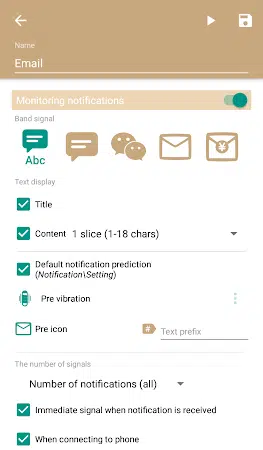 Name
Email
Monitoring notifications
Band signal
Abc
Text display
Title
Content 1 slice (1-18 chars)
Default notification prediction
(Notification\Setting)
Pre vibration
Pre icon # Text prefix
The number of signals
Number of notifications (all)
Immediate signal when notification is received
When connecting to phone